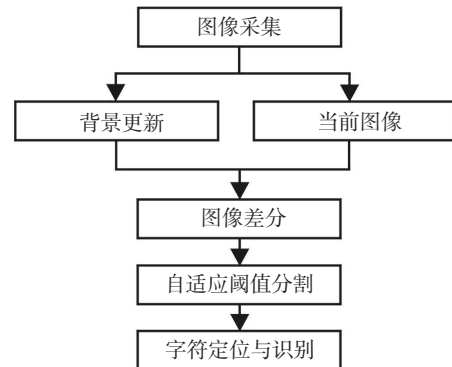 图像采集
背景更新
当前图像
图像差分
自适应阈值分割
字符定位与识别